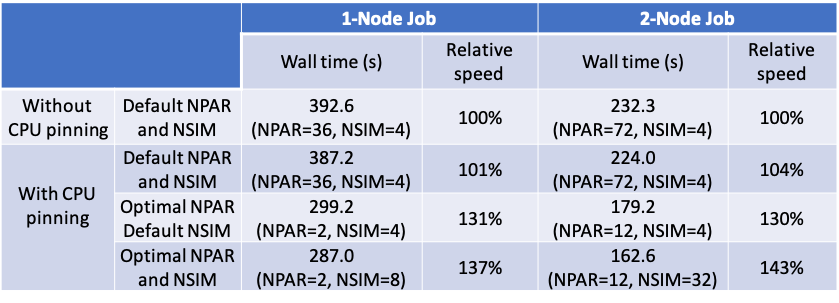 1-Node Job 2-Node Job
Wall time (s) Relative speed Wall time (s) Relative speed
Without CPU pinning Default NPAR and NSIM 392.6 (NPAR=36, NSIM=4) 100% 232.3 (NPAR=72, NSIM=4) 100%
With CPU pinning Default NPAR and NSIM 387.2 (NPAR=36, NSIM=4) 101% 224.0 (NPAR=72, NSIM=4) 104%
Optimal NPAR Default NSIM 299.2 (NPAR=2, NSIM=4) 131% 179.2 (NPAR=12, NSIM=4) 130%
Optimal NPAR and NSIM 287.0 (NPAR=2, NSIM=8) 137% 162.6 (NPAR=12, NSIM=32) 143%